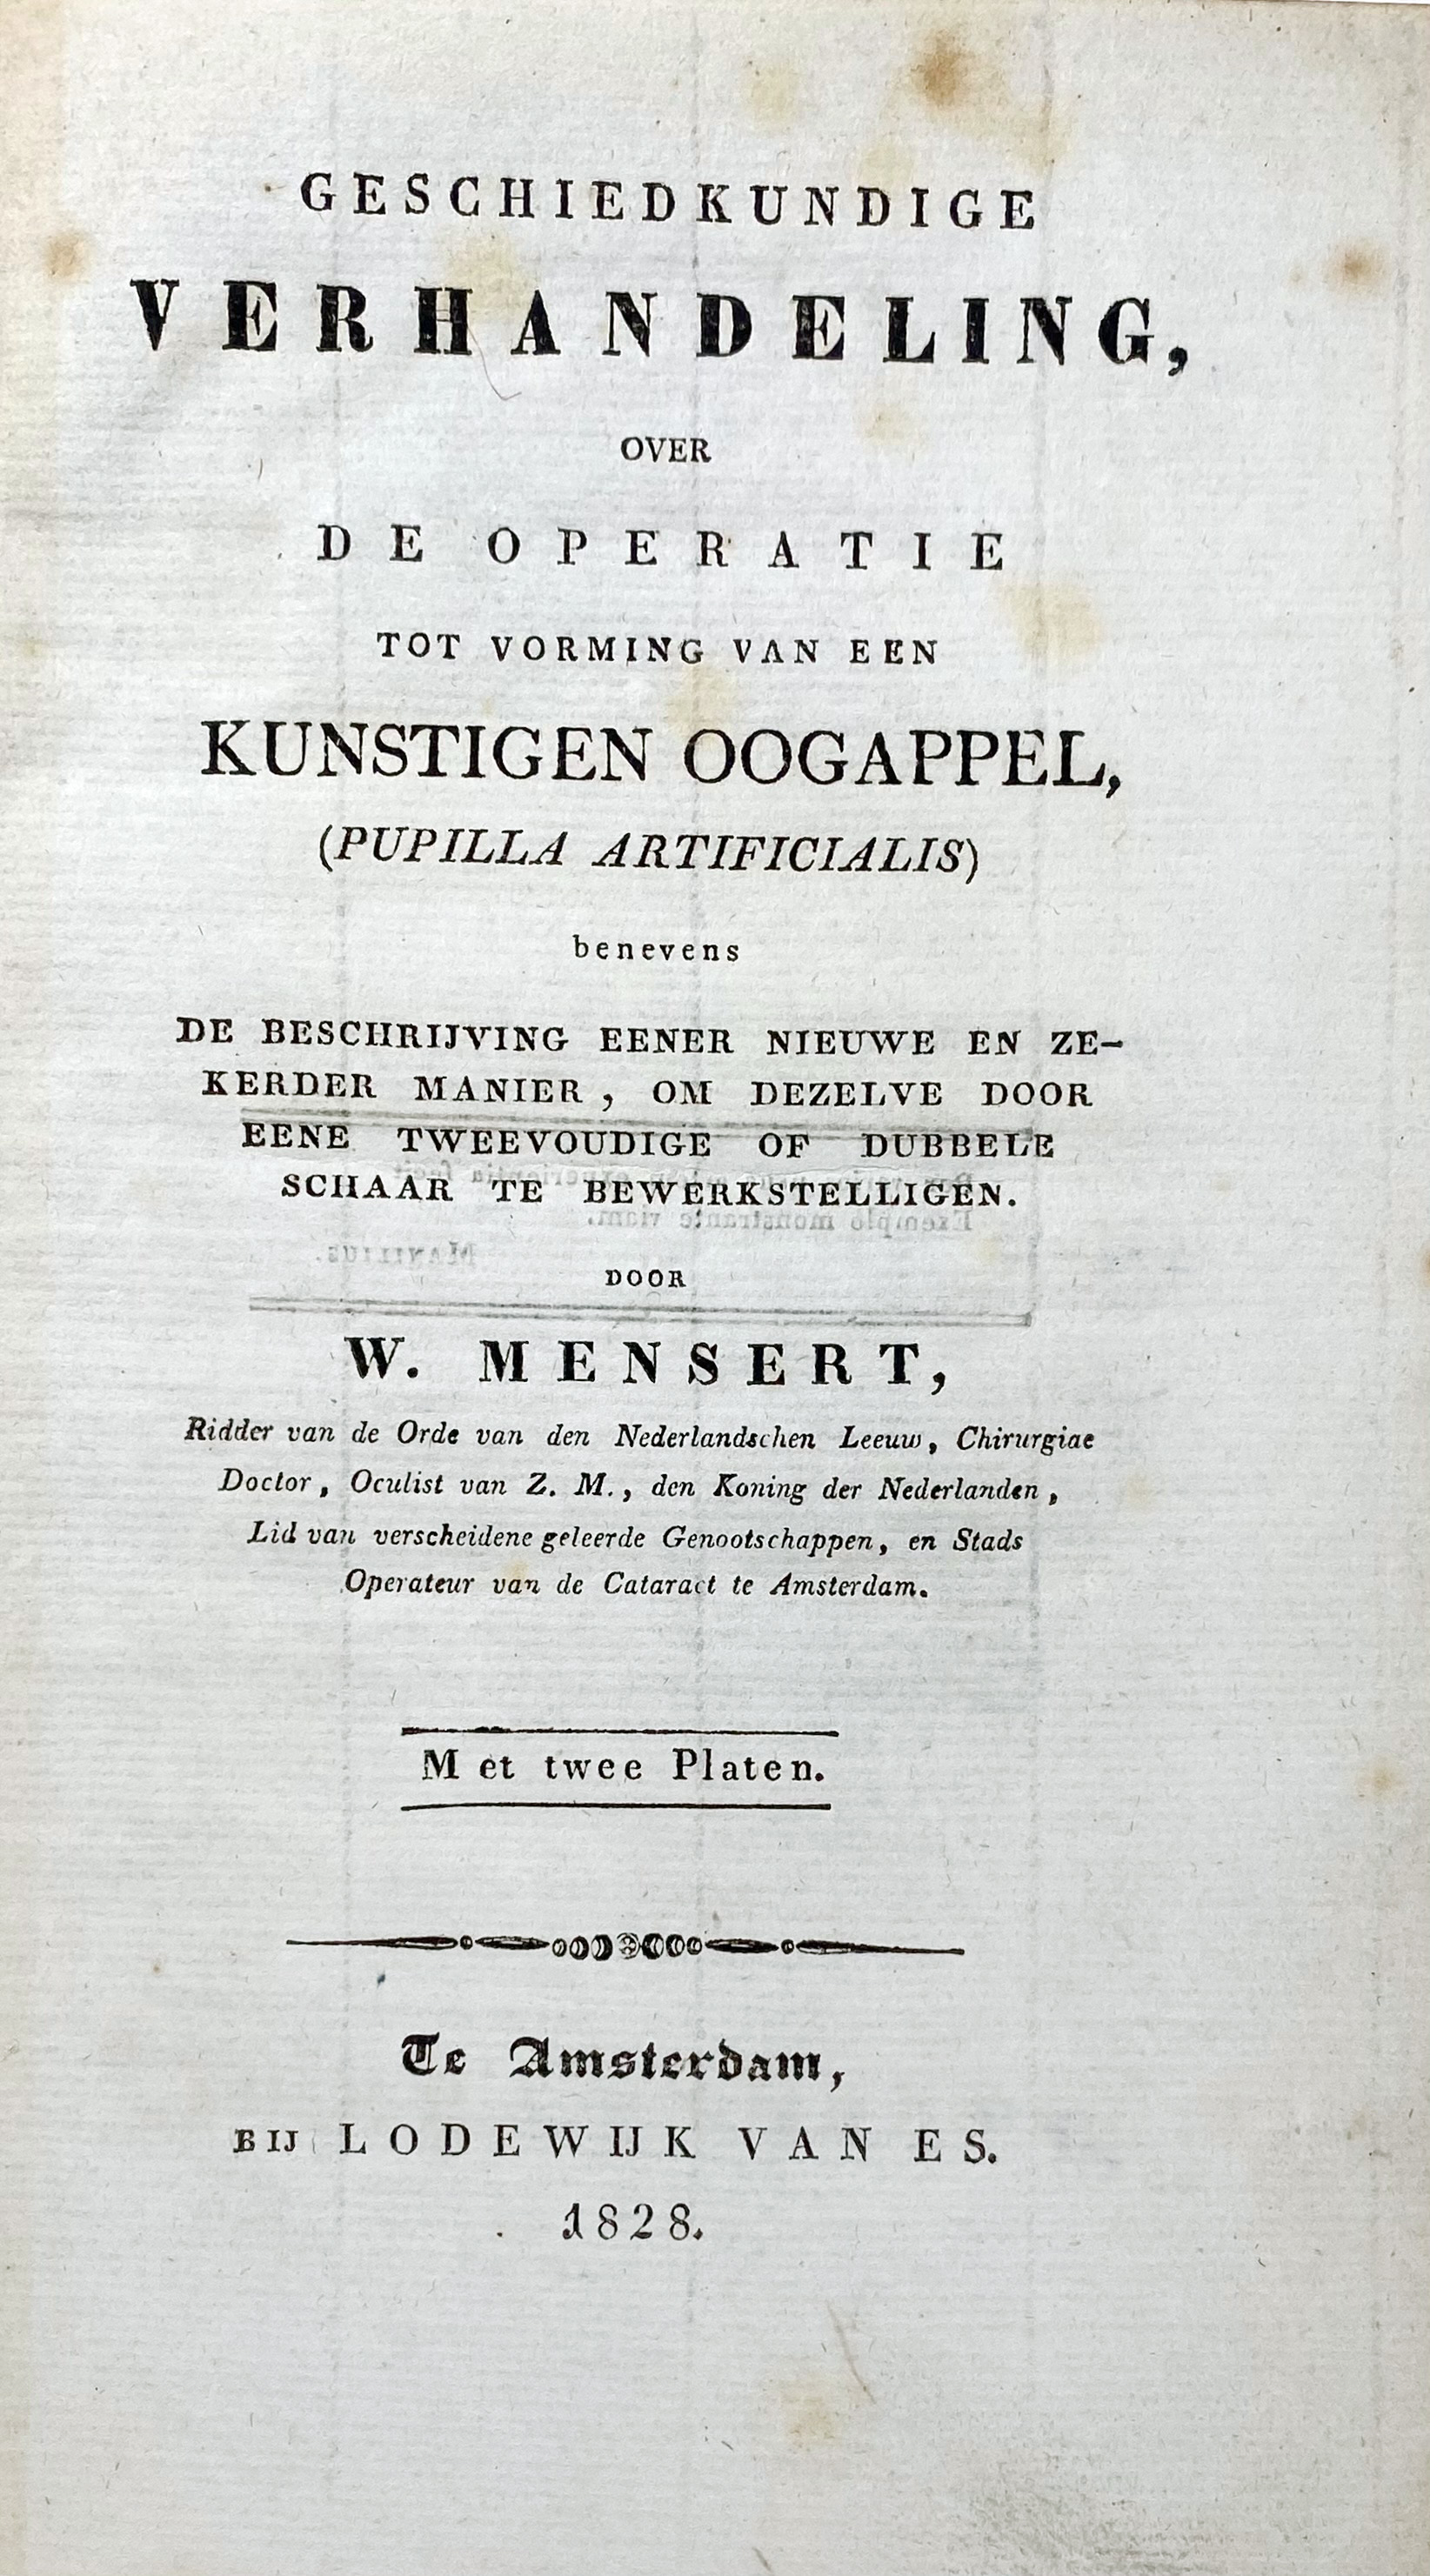 GESCHIEDKUNDIGE
VERHANDELING,
OVER
DE OPERATIE
TOT VORMING VAN EEN
KUNSTIGEN OOGAPPEL,
(PUPILLA ARTIFICIALIS)
benevens
DE BESCHRIJVING EENER NIEUWE EN ZE-
KERDER MANIER, OM DEZELVE DOOR
EENE TWEEVOUDIGE OF DUBBELE
SCHAAR TE BEWERKSTELLIGEN.
DOOR
W. MENSERT,
Ridder van de Orde van den Nederlandschen Leeuw, Chirurgiae
Doctor, Oculist van Z. M., den Koning der Nederlanden,
Lid van verscheidene geleerde Genootschappen, en Stads
Operateur van de Cataract te Amsterdam.
Met twee Platen.
Te Amsterdam,
BIJ LODEWIJK VAN ES.
1828.